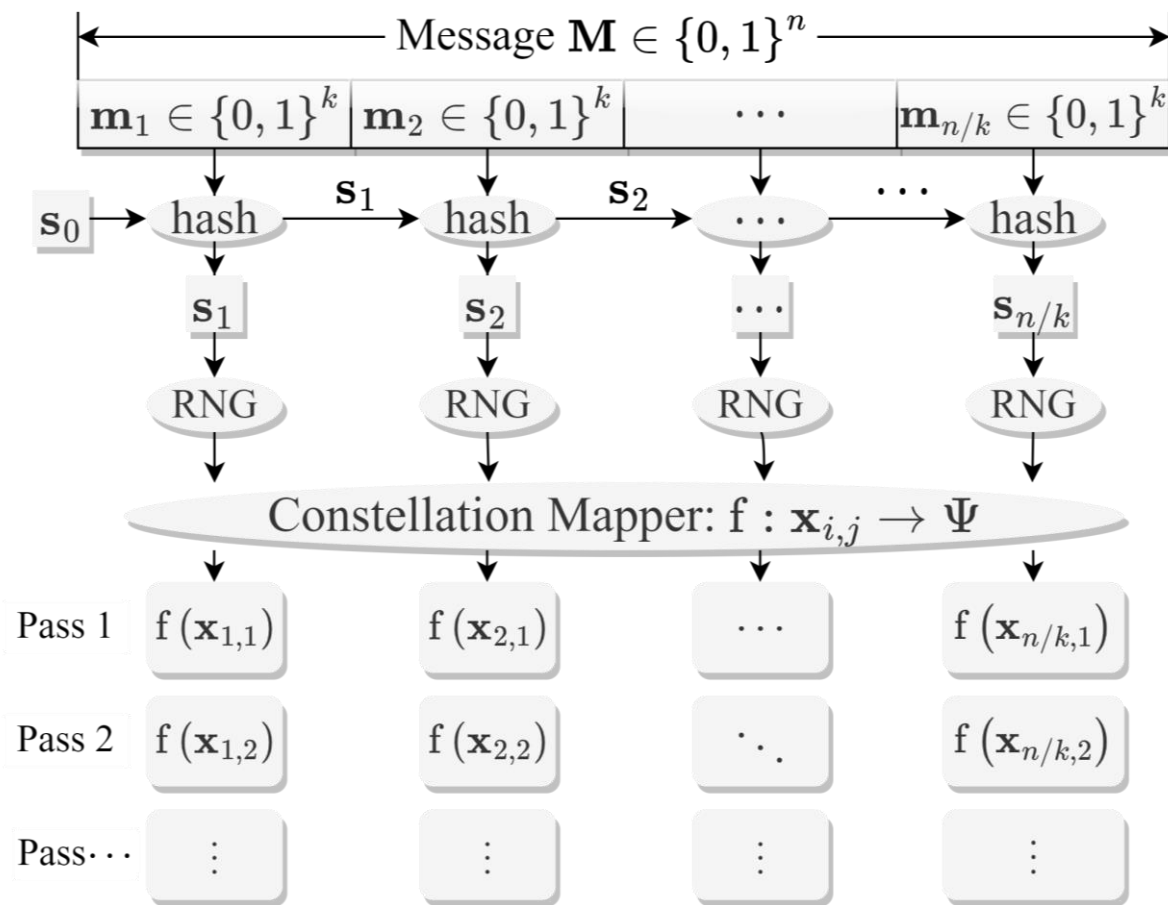 Message M ∈ {0, 1}^n
m_1 ∈ {0, 1}^k m_2 ∈ {0, 1}^k ⋯ m_{n/k} ∈ {0, 1}^k
s_1 s_2 ⋯
s_0 hash hash ⋯ hash
s_1 s_2 ⋯ s_{n/k}
RNG RNG RNG RNG
Constellation Mapper: f : x_{i,j} → Ψ
Pass 1 f (x_{1,1}) f (x_{2,1}) ⋯ f (x_{n/k,1})
Pass 2 f (x_{1,2}) f (x_{2,2}) ⋱ f (x_{n/k,2})
Pass⋯ ⋮ ⋮ ⋮ ⋮